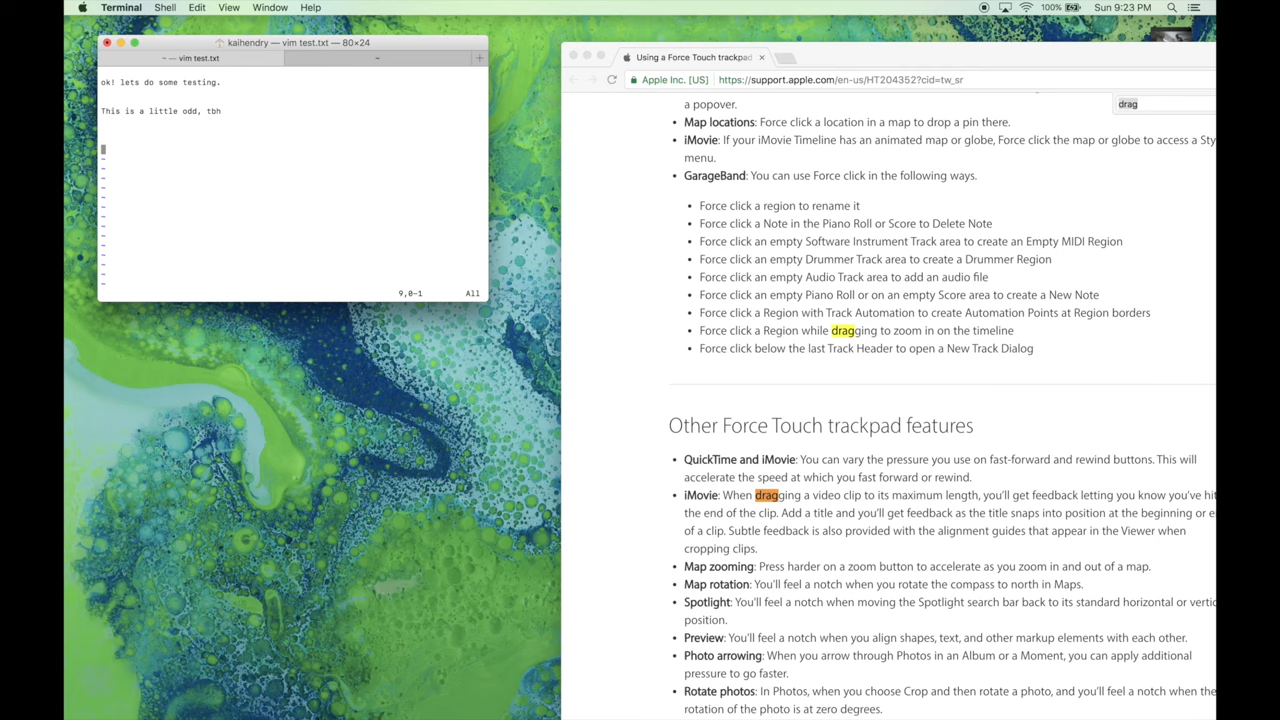 Terminal Shell Edit View Window Help 100% Sun 9:23 PM
kaihendry — vim test.txt — 80×24
~ — vim test.txt ~ +
ok! lets do some testing.
This is a little odd, tbh
~
~
~
~
~
~
~
~
~
~
~
~
~
~
9,0-1 All
Using a Force Touch trackpad
Apple Inc. [US] https://support.apple.com/en-us/HT204352?cid=tw_sr
drag
a popover.
• Map locations: Force click a location in a map to drop a pin there.
• iMovie: If your iMovie Timeline has an animated map or globe, Force click the map or globe to access a Sty
menu.
• GarageBand: You can use Force click in the following ways.
• Force click a region to rename it
• Force click a Note in the Piano Roll or Score to Delete Note
• Force click an empty Software Instrument Track area to create an Empty MIDI Region
• Force click an empty Drummer Track area to create a Drummer Region
• Force click an empty Audio Track area to add an audio file
• Force click an empty Piano Roll or on an empty Score area to create a New Note
• Force click a Region with Track Automation to create Automation Points at Region borders
• Force click a Region while dragging to zoom in on the timeline
• Force click below the last Track Header to open a New Track Dialog
Other Force Touch trackpad features
• QuickTime and iMovie: You can vary the pressure you use on fast-forward and rewind buttons. This will
accelerate the speed at which you fast forward or rewind.
• iMovie: When dragging a video clip to its maximum length, you'll get feedback letting you know you've hit
the end of the clip. Add a title and you'll get feedback as the title snaps into position at the beginning or e
of a clip. Subtle feedback is also provided with the alignment guides that appear in the Viewer when
cropping clips.
• Map zooming: Press harder on a zoom button to accelerate as you zoom in and out of a map.
• Map rotation: You'll feel a notch when you rotate the compass to north in Maps.
• Spotlight: You'll feel a notch when moving the Spotlight search bar back to its standard horizontal or vertic
position.
• Preview: You'll feel a notch when you align shapes, text, and other markup elements with each other.
• Photo arrowing: When you arrow through Photos in an Album or a Moment, you can apply additional
pressure to go faster.
• Rotate photos: In Photos, when you choose Crop and then rotate a photo, and you'll feel a notch when the
rotation of the photo is at zero degrees.